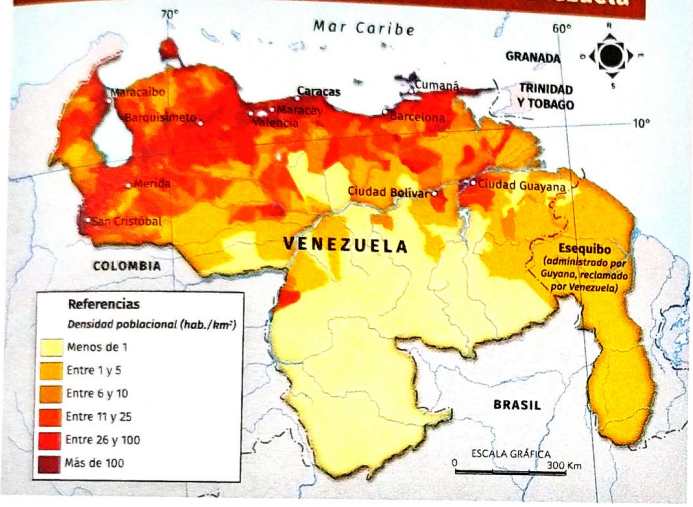 70°
60°
Mar Caribe
N
E
S
O
GRANADA
TRINIDAD
Y TOBAGO
10°
Maracaibo
Caracas
Cumaná
Maracay
Barquisimeto
Valencia
Barcelona
Mérida
Ciudad Bolívar
Ciudad Guayana
San Cristóbal
VENEZUELA
COLOMBIA
Esequibo
(administrado por
Guyana, reclamado
por Venezuela)
BRASIL
Referencias
Densidad poblacional (hab./km²)
Menos de 1
Entre 1 y 5
Entre 6 y 10
Entre 11 y 25
Entre 26 y 100
Más de 100
ESCALA GRÁFICA
0 300 Km